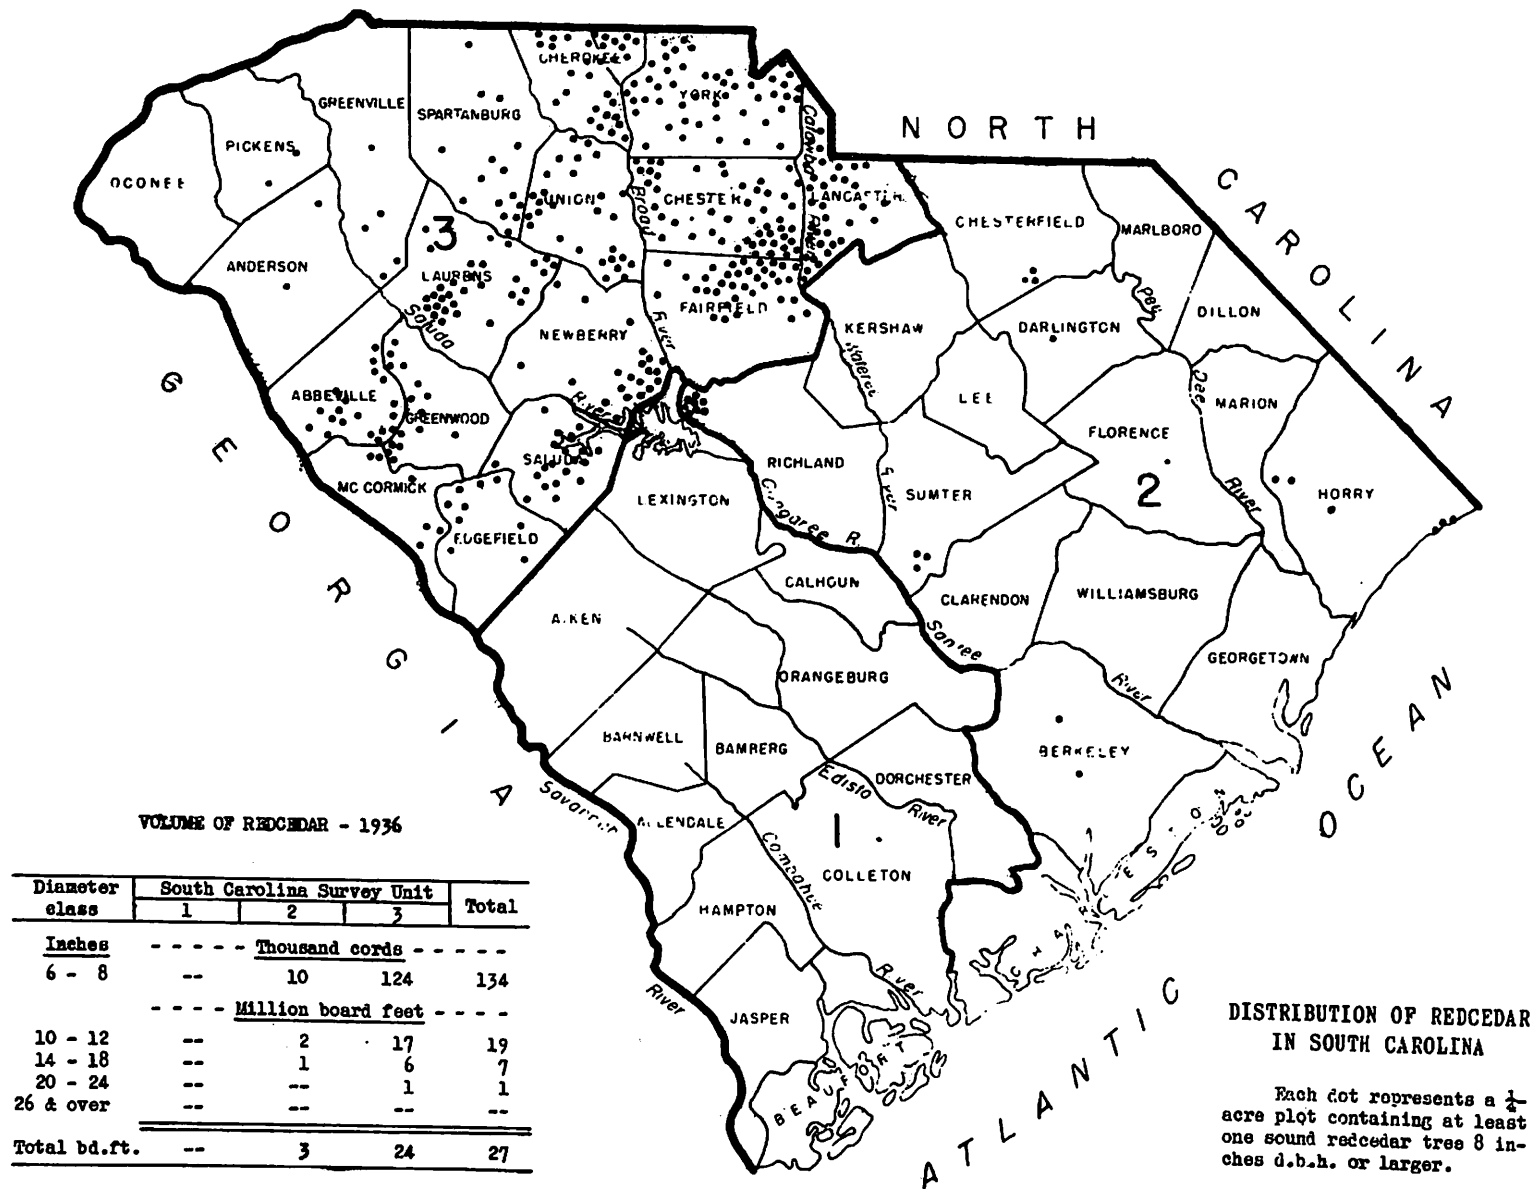 NORTH
CAROLINA
GEORGIA
ATLANTIC
OCEAN
CHEROKEE
YORK
GREENVILLE
SPARTANBURG
PICKENS
OCONEE
UNION
CHESTER
LANCASTER
Catawba
River
Broad
River
CHESTERFIELD
MARLBORO
3
ANDERSON
LAURENS
Saluda
River
FAIRFIELD
NEWBERRY
KERSHAW
Wateree
River
DARLINGTON
DILLON
Pee
Dee
River
LEE
MARION
ABBEVILLE
GREENWOOD
FLORENCE
SALUDA
RICHLAND
MC CORMICK
LEXINGTON
SUMTER
2
HORRY
EDGEFIELD
Congaree R.
CALHOUN
CLARENDON
WILLIAMSBURG
AIKEN
Santee
River
GEORGETOWN
ORANGEBURG
BARNWELL
BAMBERG
BERKELEY
DORCHESTER
Edisto
River
Savannah
River
ALLENDALE
1
COLLETON
Combahee
River
HAMPTON
JASPER
BEAUFORT
VOLUME OF REDCEDAR - 1936
Diameter class South Carolina Survey Unit Total
1 2 3
Inches - - - - - Thousand cords - - - - -
6 - 8 -- 10 124 134
- - - - Million board feet - - - -
10 - 12 -- 2 17 19
14 - 18 -- 1 6 7
20 - 24 -- -- 1 1
26 & over -- -- -- --
Total bd.ft. -- 3 24 27
DISTRIBUTION OF REDCEDAR
IN SOUTH CAROLINA
Each dot represents a ¼-
acre plot containing at least
one sound redcedar tree 8 in-
ches d.b.h. or larger.